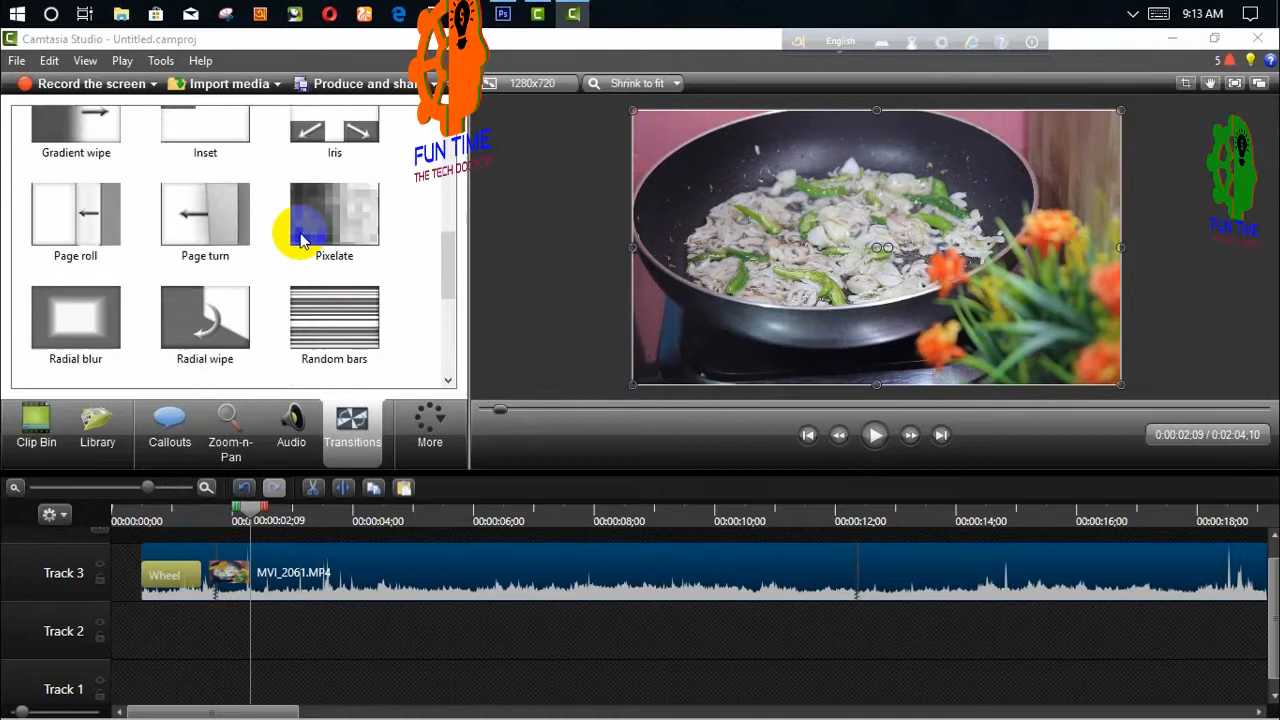 9:13 AM
Camtasia Studio - Untitled.camproj
English
File Edit View Play Tools Help
5
Record the screen Import media Produce and sha
1280x720 Shrink to fit
FUN TIME
THE TECH DOCTOR
FUN TIME
Gradient wipe Inset Iris
Page roll Page turn Pixelate
Radial blur Radial wipe Random bars
Clip Bin Library Callouts Zoom-n-Pan Audio Transitions More
0:00:02;09 / 0:02:04;10
00:00:00;00 00:0 00:00:02;09 00:00:04;00 00:00:06;00 00:00:08;00 00:00:10;00 00:00:12;00 00:00:14;00 00:00:16;00 00:00:18;00
Track 3 Wheel MVI_2061.MP4
Track 2
Track 1